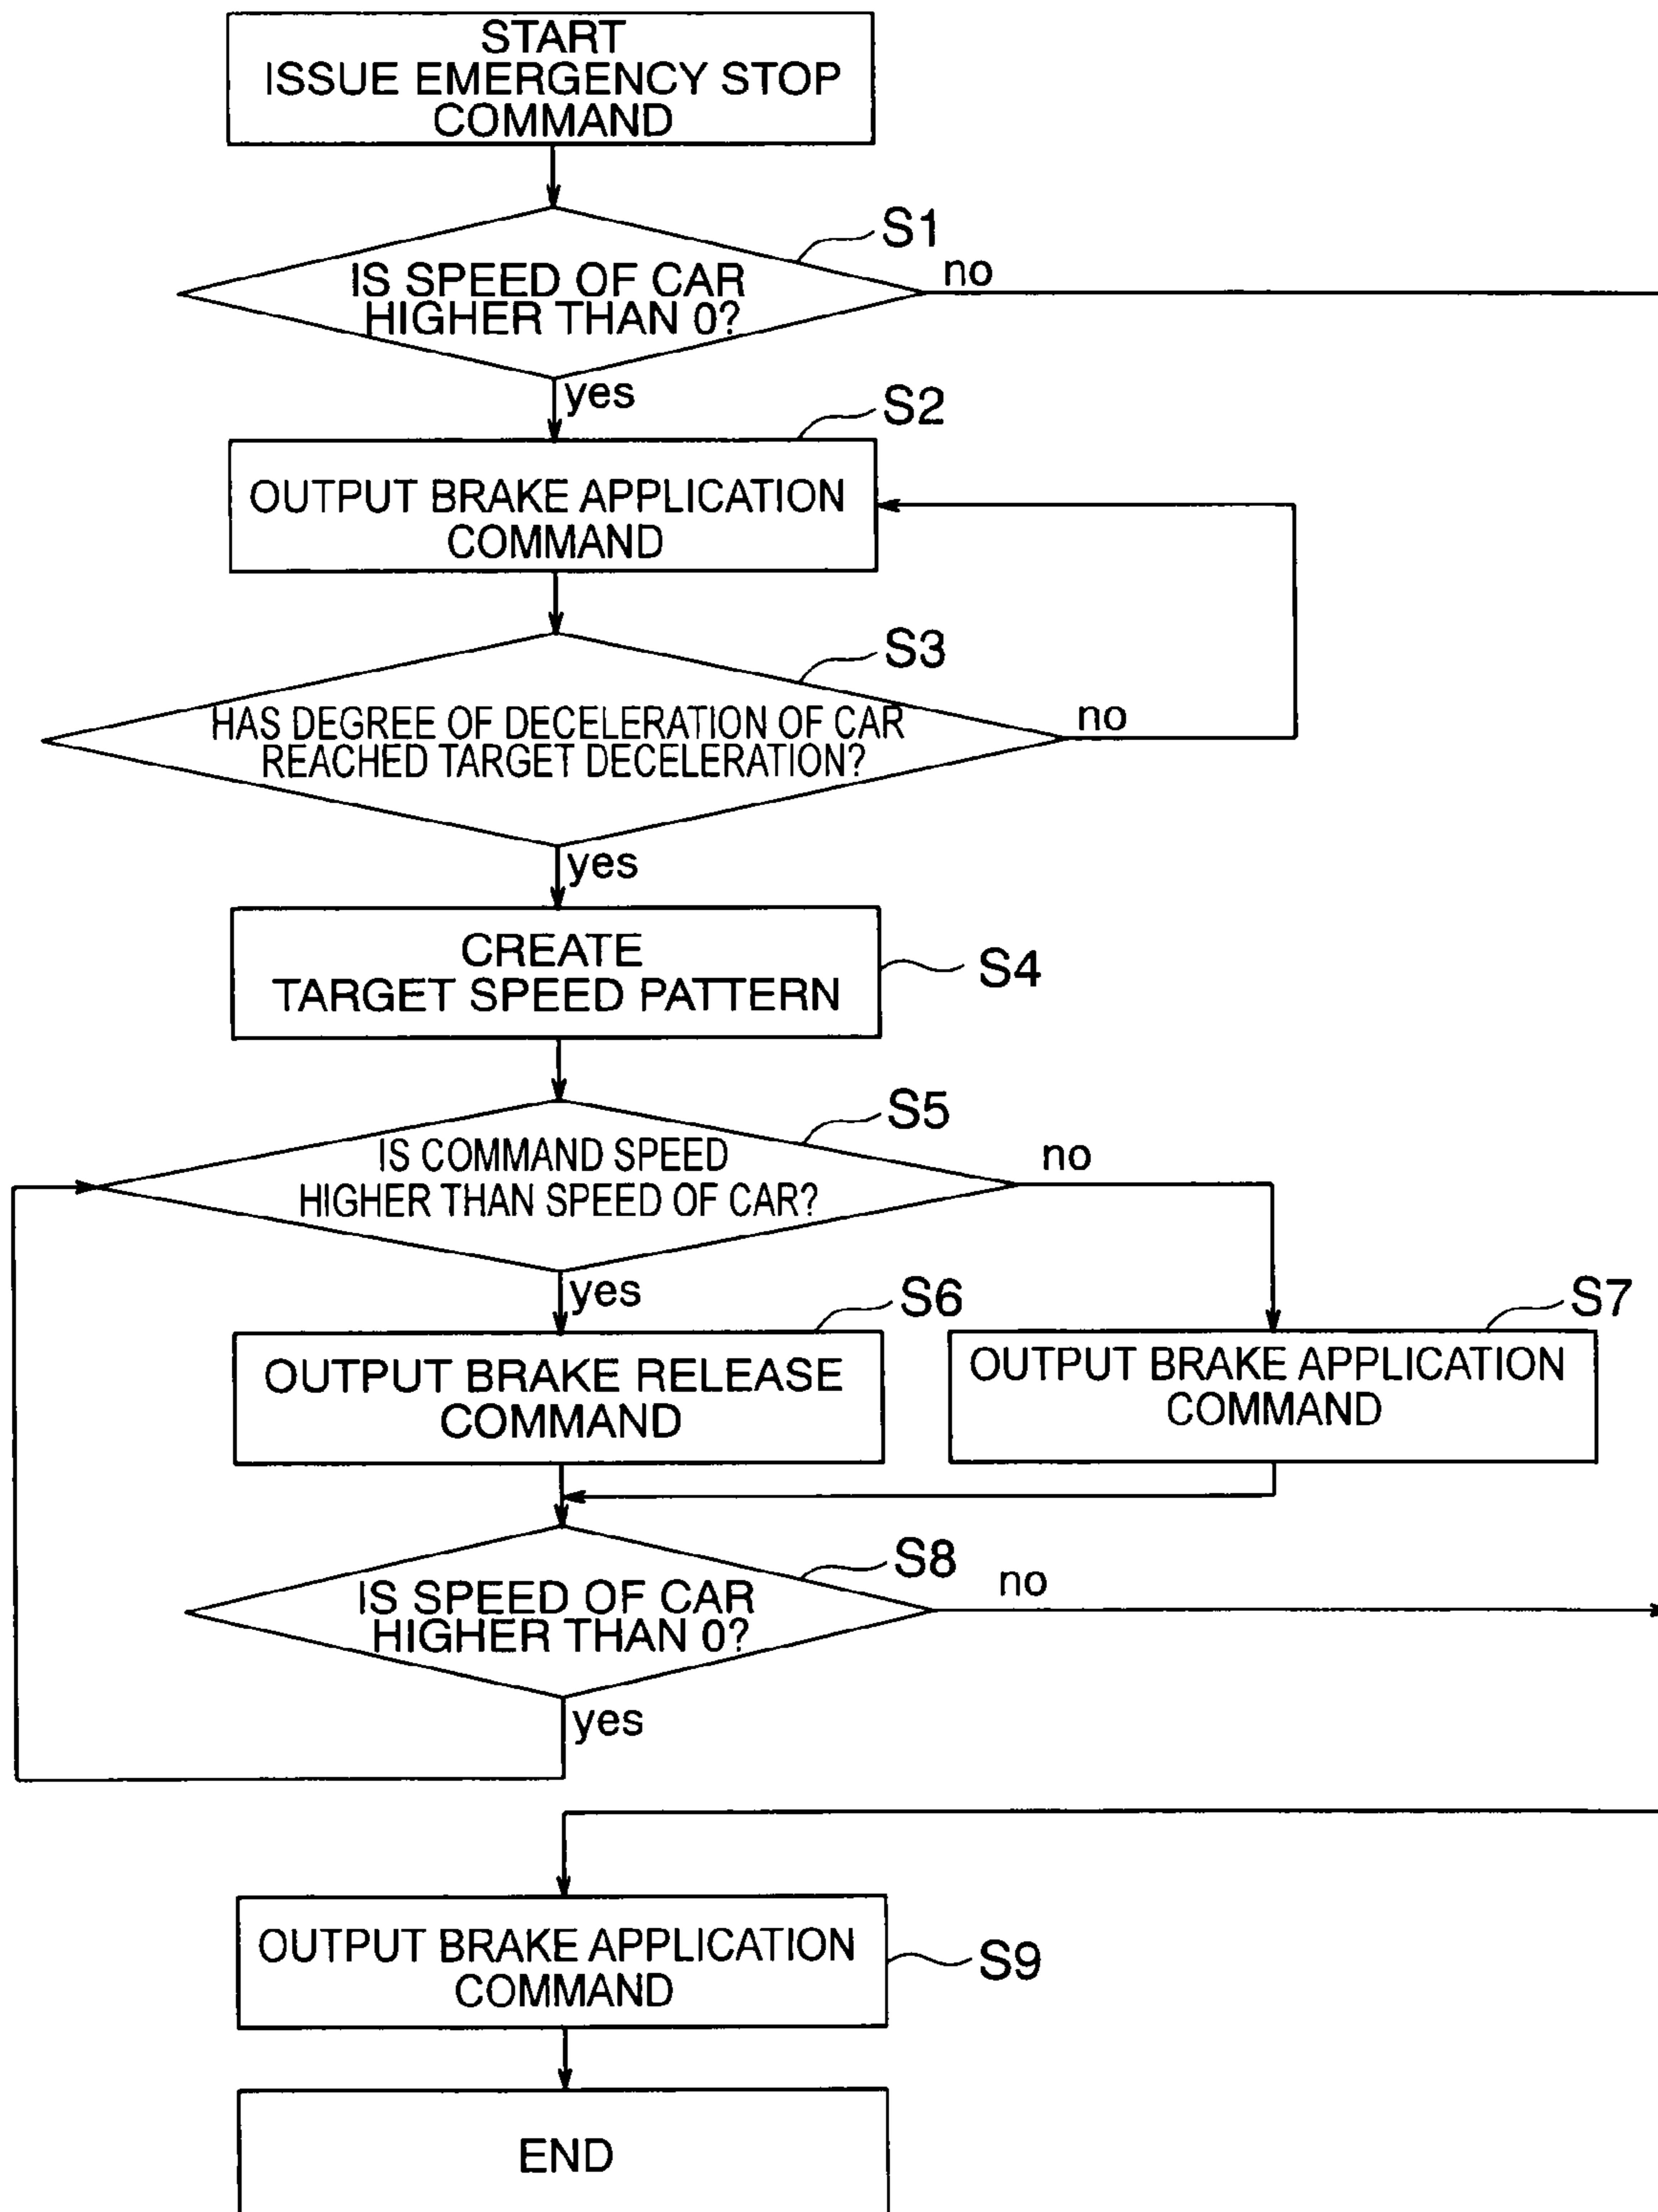 START
ISSUE EMERGENCY STOP
COMMAND
S1
IS SPEED OF CAR
HIGHER THAN 0?
no
yes
S2
OUTPUT BRAKE APPLICATION
COMMAND
S3
HAS DEGREE OF DECELERATION OF CAR
REACHED TARGET DECELERATION?
no
yes
CREATE
TARGET SPEED PATTERN
S4
S5
IS COMMAND SPEED
HIGHER THAN SPEED OF CAR?
no
yes
S6
OUTPUT BRAKE RELEASE
COMMAND
S7
OUTPUT BRAKE APPLICATION
COMMAND
S8
IS SPEED OF CAR
HIGHER THAN 0?
no
yes
OUTPUT BRAKE APPLICATION
COMMAND
S9
END